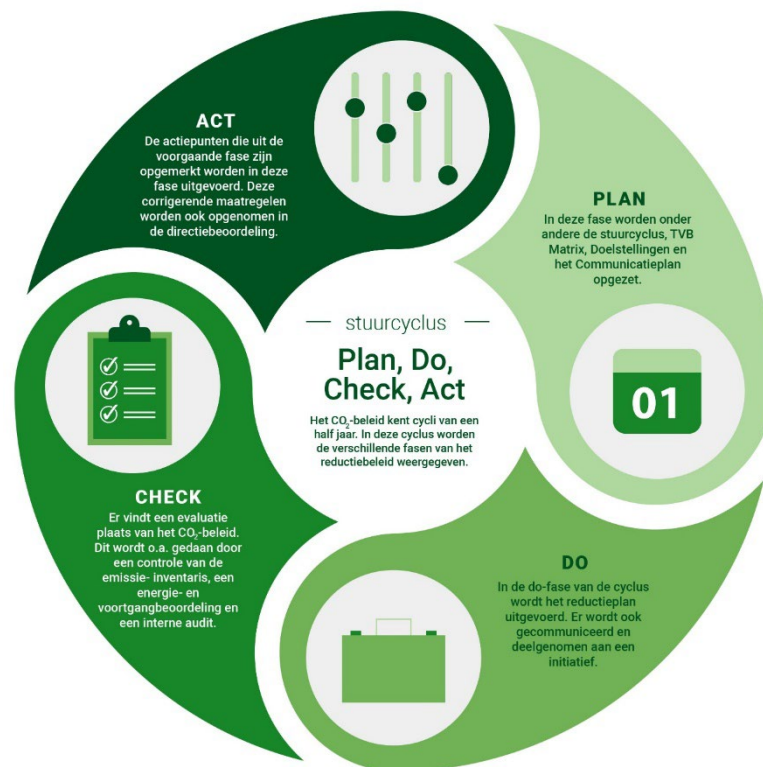 stuurcyclus
Plan, Do,
Check, Act
Het CO₂-beleid kent cycli van een
half jaar. In deze cyclus worden
de verschillende fasen van het
reductiebeleid weergegeven.
PLAN
In deze fase worden onder
andere de stuurcyclus, TVB
Matrix, Doelstellingen en
het Communicatieplan
opgezet.
01
DO
In de do-fase van de cyclus
wordt het reductieplan
uitgevoerd. Er wordt ook
gecommuniceerd en
deelgenomen aan een
initiatief.
CHECK
Er vindt een evaluatie
plaats van het CO₂-beleid.
Dit wordt o.a. gedaan door
een controle van de
emissie- inventaris, een
energie- en
voortgangbeoordeling en
een interne audit.
ACT
De actiepunten die uit de
voorgaande fase zijn
opgemerkt worden in deze
fase uitgevoerd. Deze
corrigerende maatregelen
worden ook opgenomen in
de directiebeoordeling.